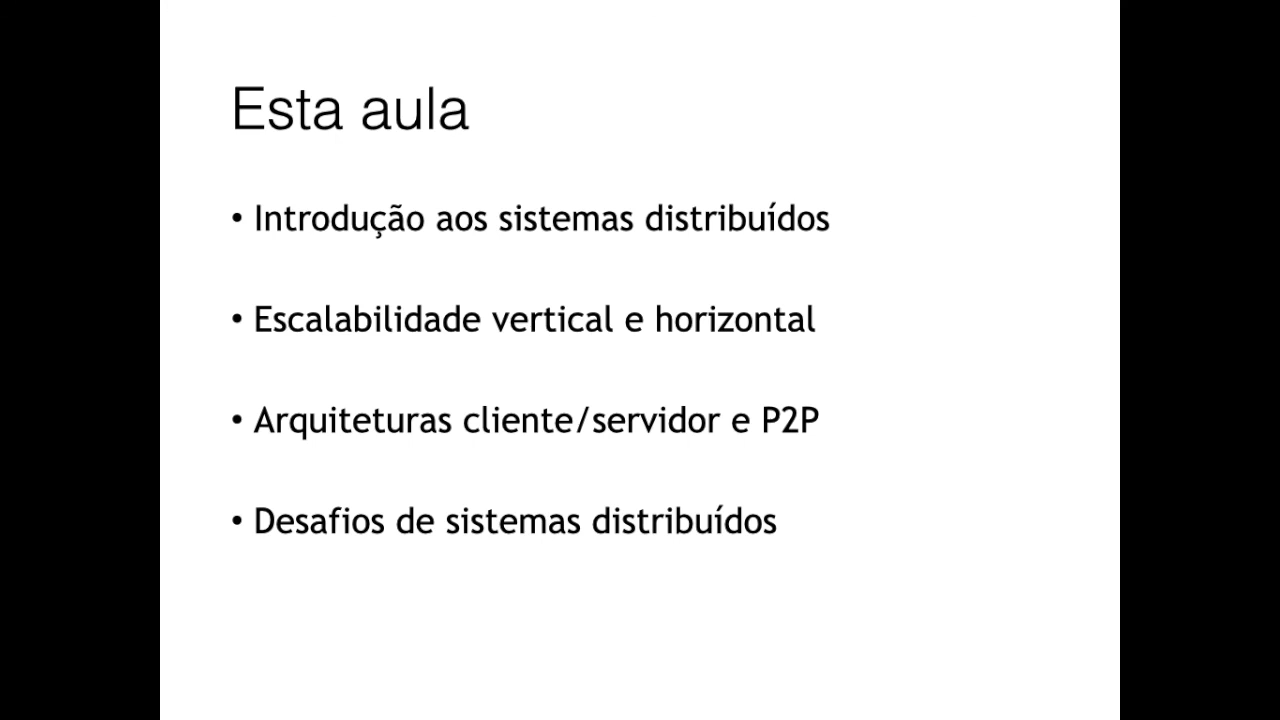 Esta aula
• Introdução aos sistemas distribuídos
• Escalabilidade vertical e horizontal
• Arquiteturas cliente/servidor e P2P
• Desafios de sistemas distribuídos